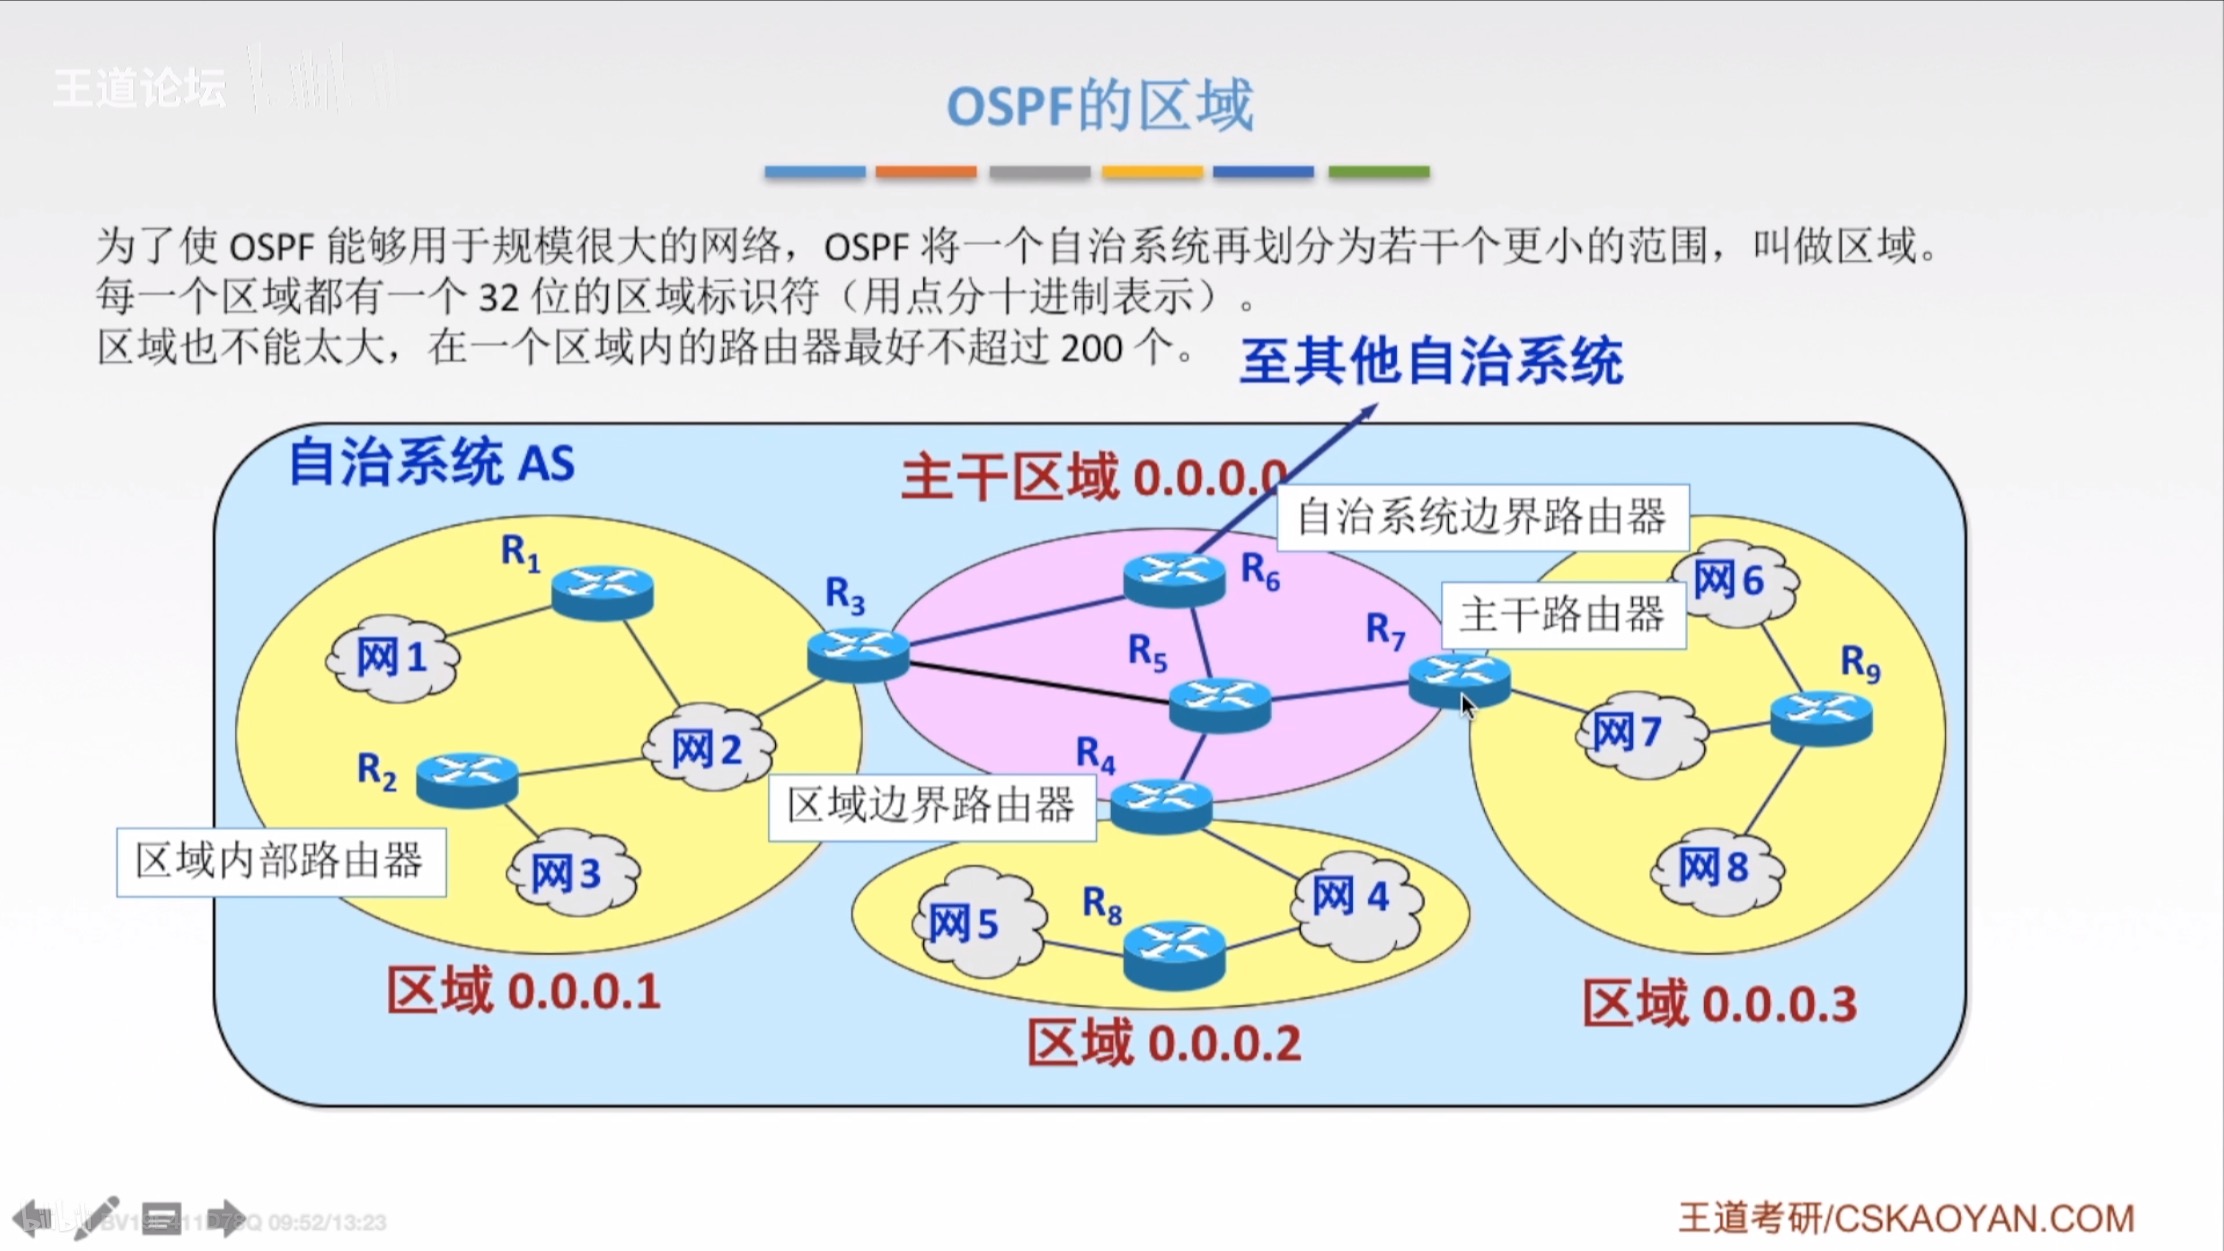 王道论坛
OSPF的区域
为了使 OSPF 能够用于规模很大的网络，OSPF 将一个自治系统再划分为若干个更小的范围，叫做区域。
每一个区域都有一个 32 位的区域标识符（用点分十进制表示）。
区域也不能太大，在一个区域内的路由器最好不超过 200 个。
至其他自治系统
自治系统 AS
主干区域 0.0.0.0
自治系统边界路由器
R1
R3
R6
网6
主干路由器
R7
网1
R5
R9
网7
R2
网2
R4
区域边界路由器
区域内部路由器
网3
网8
网5
R8
网4
区域 0.0.0.1
区域 0.0.0.3
区域 0.0.0.2
09:52/13:23
王道考研/CSKAOYAN.COM